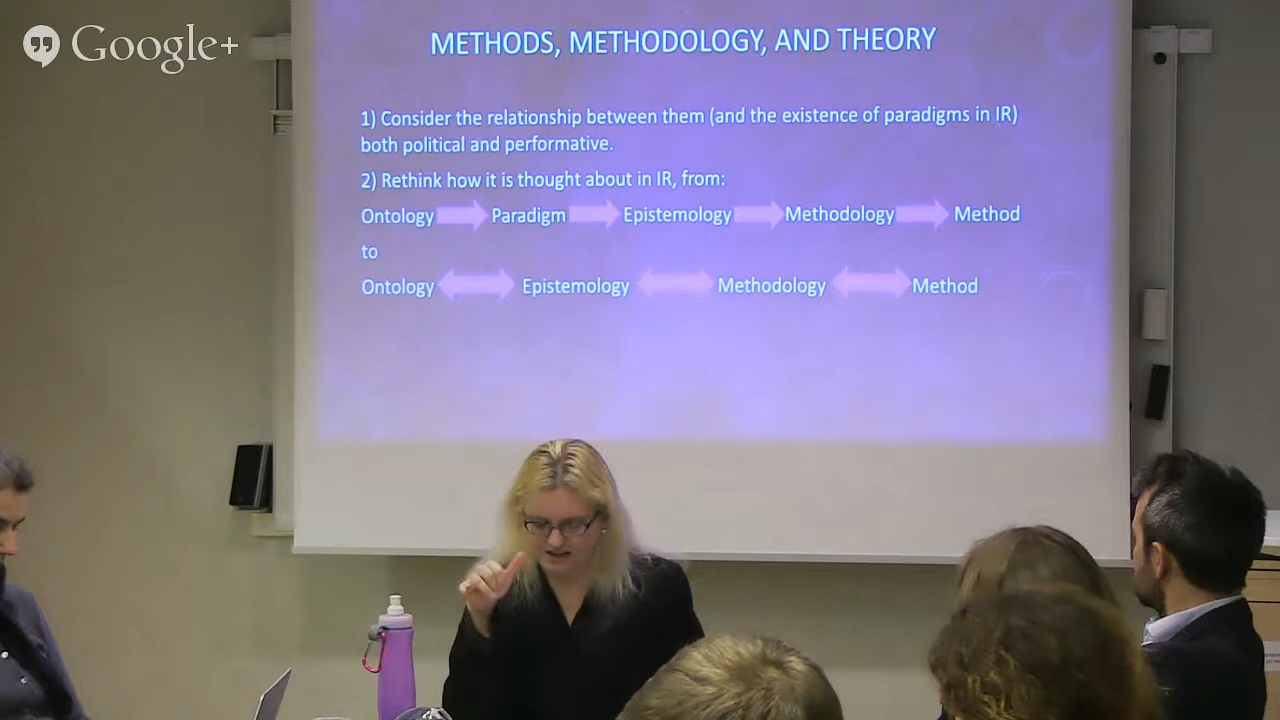 Google+
METHODS, METHODOLOGY, AND THEORY
1) Consider the relationship between them (and the existence of paradigms in IR)
both political and performative.
2) Rethink how it is thought about in IR, from:
Ontology Paradigm Epistemology Methodology Method
to
Ontology Epistemology Methodology Method